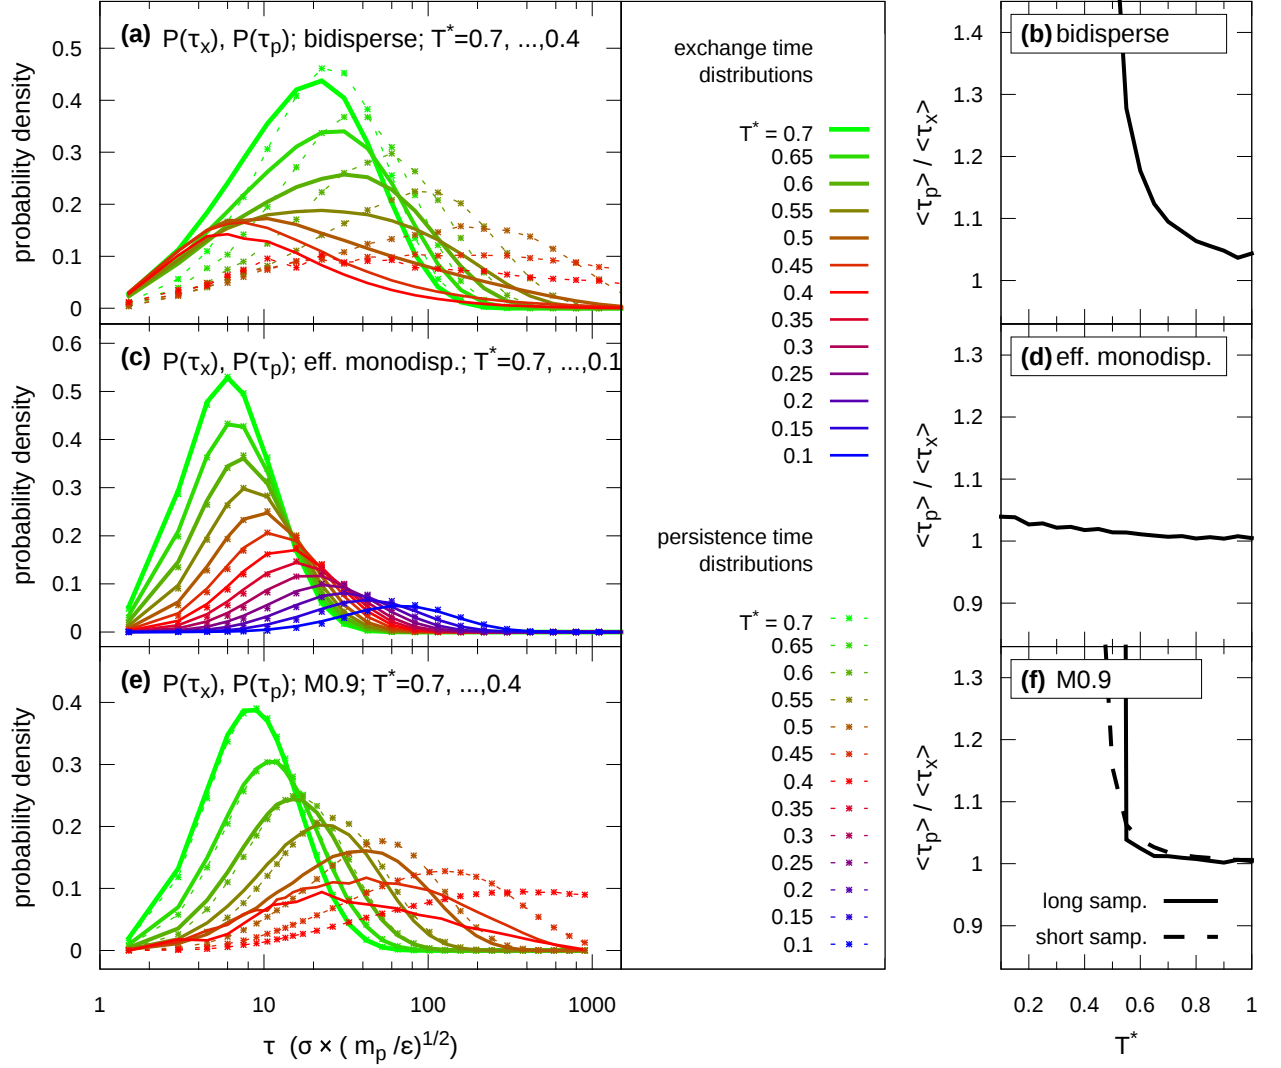 (a) P(τx), P(τp); bidisperse; T*=0.7, ...,0.4
probability density
0.5
0.4
0.3
0.2
0.1
0
exchange time
distributions
T* = 0.7
0.65
0.6
0.55
0.5
0.45
0.4
0.35
0.3
0.25
0.2
0.15
0.1
(b) bidisperse
<τp> / <τx>
1.4
1.3
1.2
1.1
1
(c) P(τx), P(τp); eff. monodisp.; T*=0.7, ...,0.1
probability density
0.6
0.5
0.4
0.3
0.2
0.1
0
persistence time
distributions
T* = 0.7
0.65
0.6
0.55
0.5
0.45
0.4
0.35
0.3
0.25
0.2
0.15
0.1
(d) eff. monodisp.
<τp> / <τx>
1.3
1.2
1.1
1
0.9
(e) P(τx), P(τp); M0.9; T*=0.7, ...,0.4
probability density
0.4
0.3
0.2
0.1
0
1 10 100 1000
τ (σ × ( mp /ε)1/2)
(f) M0.9
<τp> / <τx>
1.3
1.2
1.1
1
0.9
long samp.
short samp.
0.2 0.4 0.6 0.8 1
T*